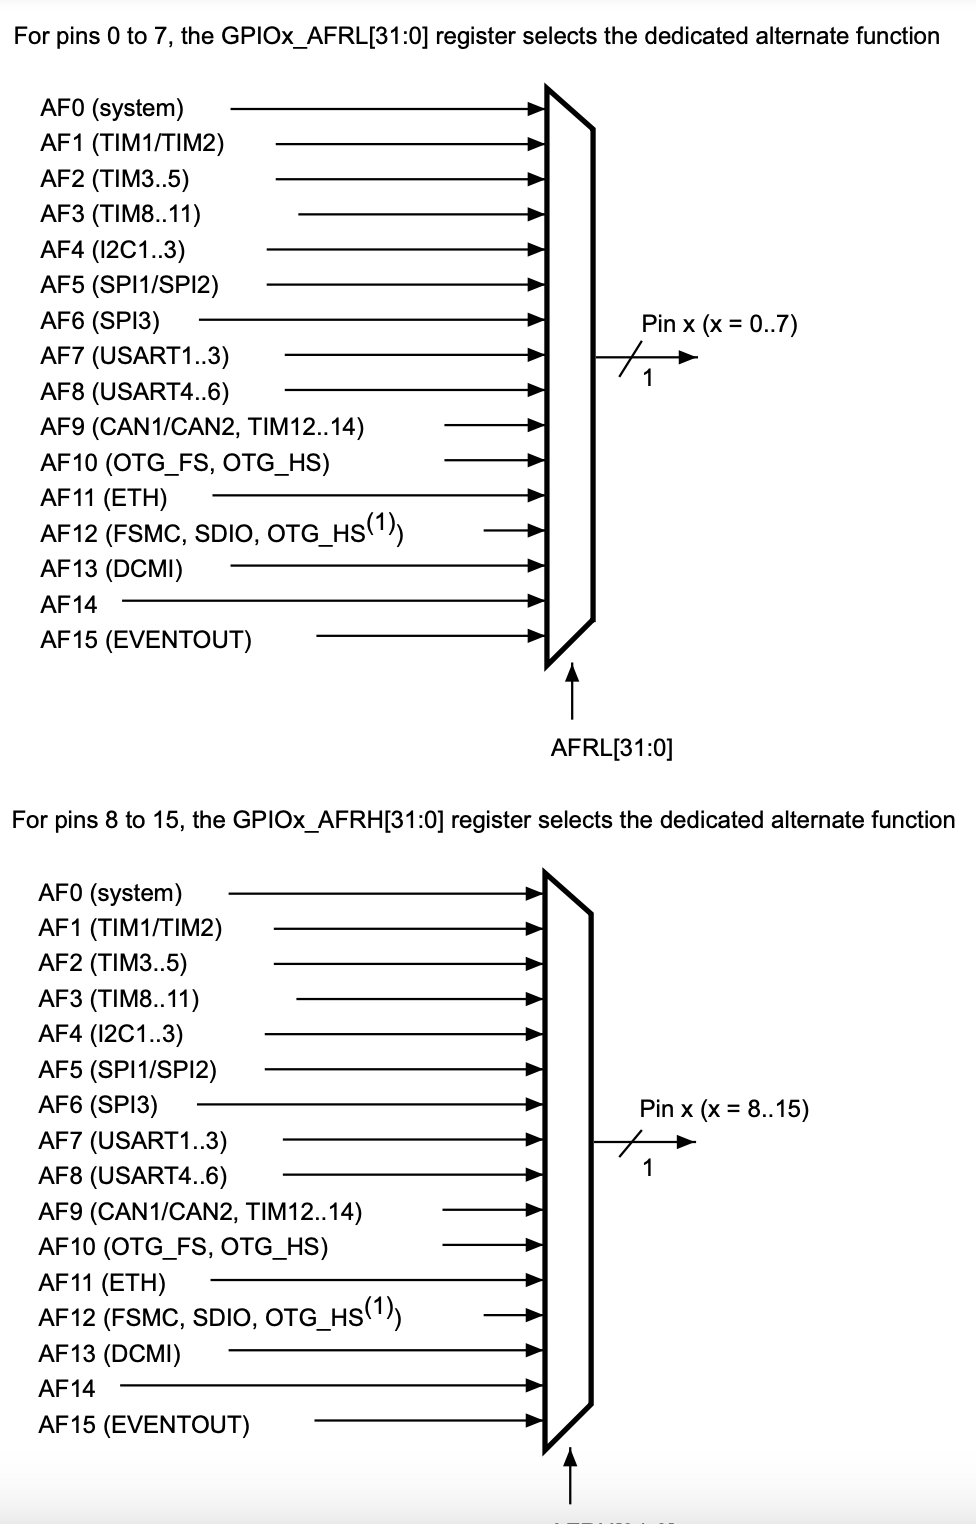 For pins 0 to 7, the GPIOx_AFRL[31:0] register selects the dedicated alternate function
AF0 (system)
AF1 (TIM1/TIM2)
AF2 (TIM3..5)
AF3 (TIM8..11)
AF4 (I2C1..3)
AF5 (SPI1/SPI2)
AF6 (SPI3)
AF7 (USART1..3)
AF8 (USART4..6)
AF9 (CAN1/CAN2, TIM12..14)
AF10 (OTG_FS, OTG_HS)
AF11 (ETH)
AF12 (FSMC, SDIO, OTG_HS(1))
AF13 (DCMI)
AF14
AF15 (EVENTOUT)
Pin x (x = 0..7)
1
AFRL[31:0]
For pins 8 to 15, the GPIOx_AFRH[31:0] register selects the dedicated alternate function
AF0 (system)
AF1 (TIM1/TIM2)
AF2 (TIM3..5)
AF3 (TIM8..11)
AF4 (I2C1..3)
AF5 (SPI1/SPI2)
AF6 (SPI3)
AF7 (USART1..3)
AF8 (USART4..6)
AF9 (CAN1/CAN2, TIM12..14)
AF10 (OTG_FS, OTG_HS)
AF11 (ETH)
AF12 (FSMC, SDIO, OTG_HS(1))
AF13 (DCMI)
AF14
AF15 (EVENTOUT)
Pin x (x = 8..15)
1